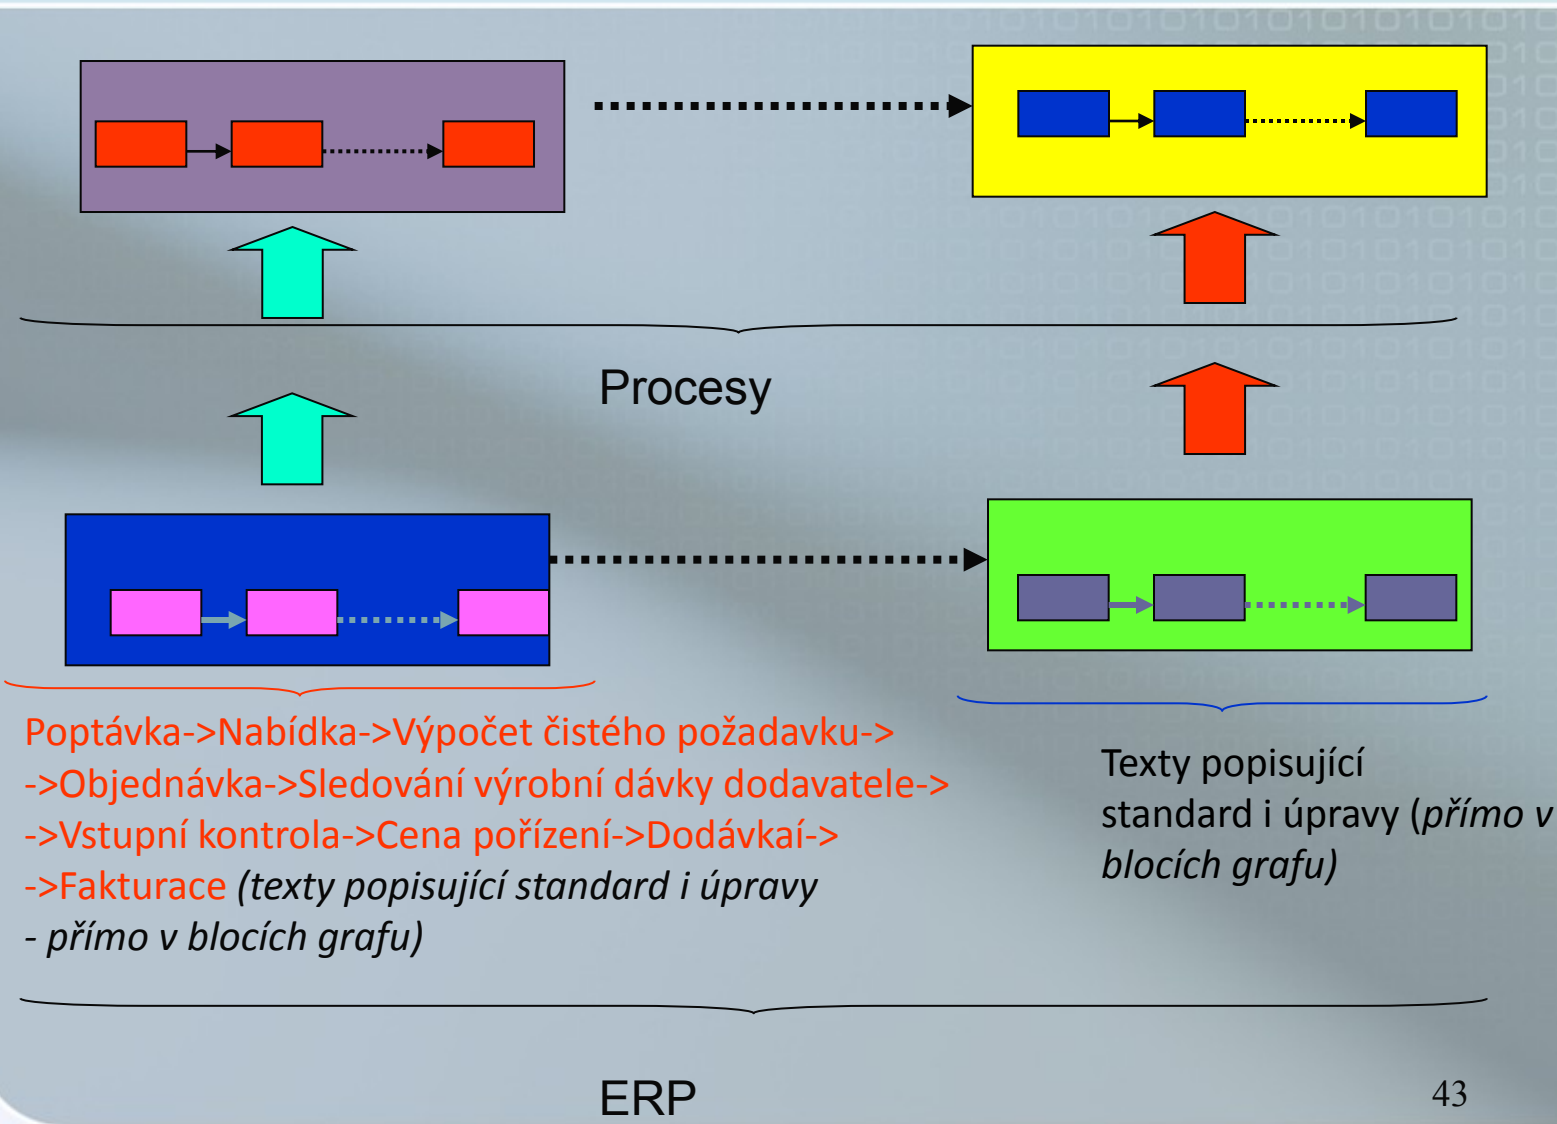 Procesy
Poptávka->Nabídka->Výpočet čistého požadavku->
->Objednávka->Sledování výrobní dávky dodavatele->
->Vstupní kontrola->Cena pořízení->Dodávkaí->
->Fakturace (texty popisující standard i úpravy
- přímo v blocích grafu)
Texty popisující
standard i úpravy (přímo v
blocích grafu)
ERP
43